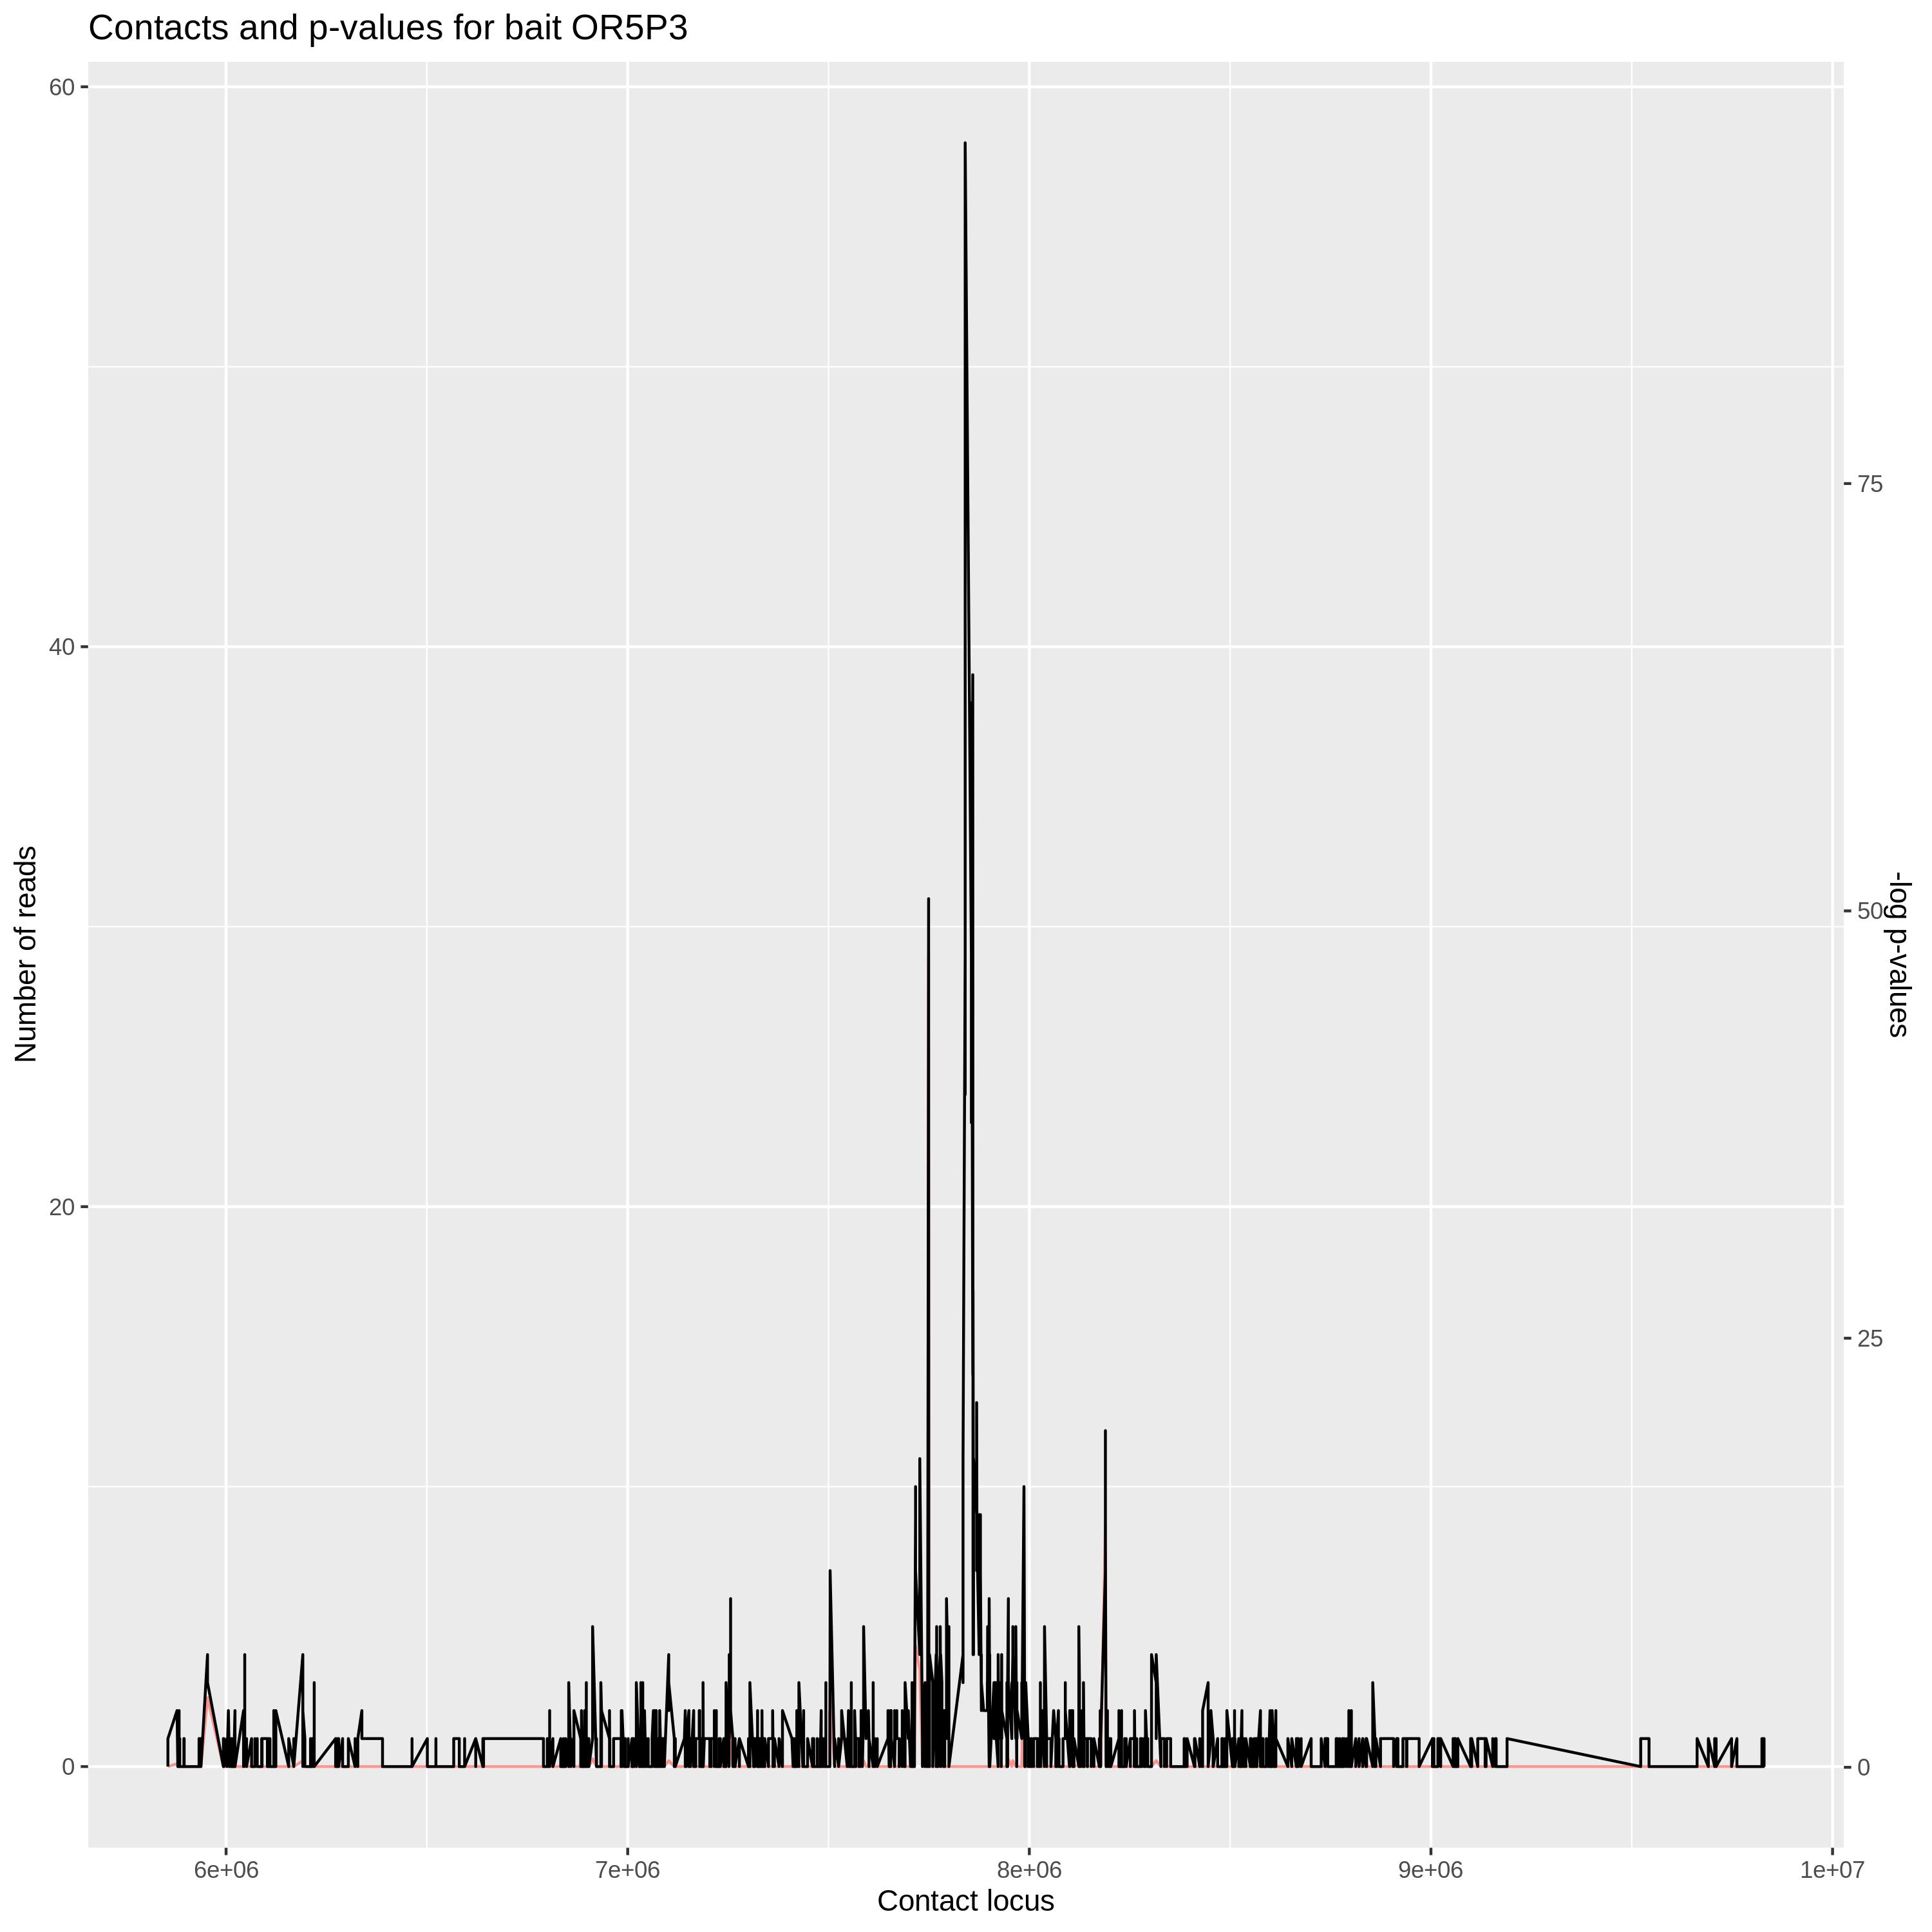 Contacts and p-values for bait OR5P3
60
40
20
0
Number of reads
75
50
25
0
-log p-values
6e+06 7e+06 8e+06 9e+06 1e+07
Contact locus